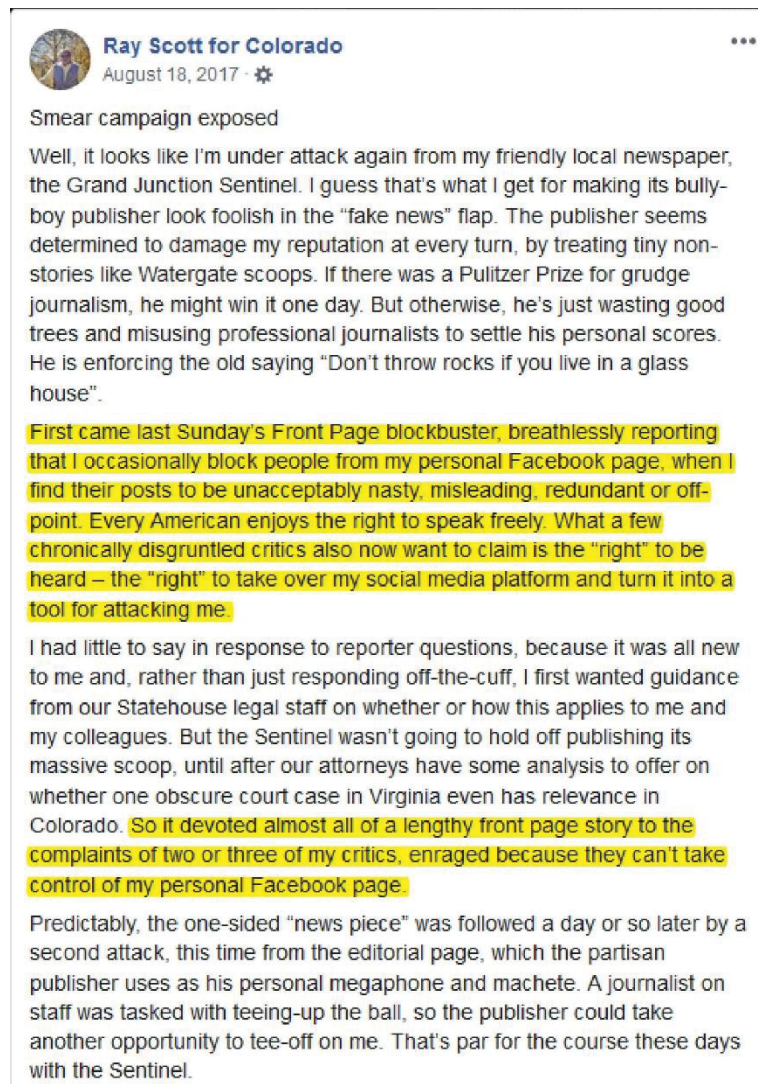 Ray Scott for Colorado
August 18, 2017 ·
Smear campaign exposed
Well, it looks like I'm under attack again from my friendly local newspaper,
the Grand Junction Sentinel. I guess that's what I get for making its bully-
boy publisher look foolish in the “fake news” flap. The publisher seems
determined to damage my reputation at every turn, by treating tiny non-
stories like Watergate scoops. If there was a Pulitzer Prize for grudge
journalism, he might win it one day. But otherwise, he's just wasting good
trees and misusing professional journalists to settle his personal scores.
He is enforcing the old saying “Don't throw rocks if you live in a glass
house”.
First came last Sunday's Front Page blockbuster, breathlessly reporting
that I occasionally block people from my personal Facebook page, when I
find their posts to be unacceptably nasty, misleading, redundant or off-
point. Every American enjoys the right to speak freely. What a few
chronically disgruntled critics also now want to claim is the “right” to be
heard – the “right” to take over my social media platform and turn it into a
tool for attacking me.
I had little to say in response to reporter questions, because it was all new
to me and, rather than just responding off-the-cuff, I first wanted guidance
from our Statehouse legal staff on whether or how this applies to me and
my colleagues. But the Sentinel wasn't going to hold off publishing its
massive scoop, until after our attorneys have some analysis to offer on
whether one obscure court case in Virginia even has relevance in
Colorado. So it devoted almost all of a lengthy front page story to the
complaints of two or three of my critics, enraged because they can't take
control of my personal Facebook page.
Predictably, the one-sided “news piece” was followed a day or so later by a
second attack, this time from the editorial page, which the partisan
publisher uses as his personal megaphone and machete. A journalist on
staff was tasked with teeing-up the ball, so the publisher could take
another opportunity to tee-off on me. That's par for the course these days
with the Sentinel.